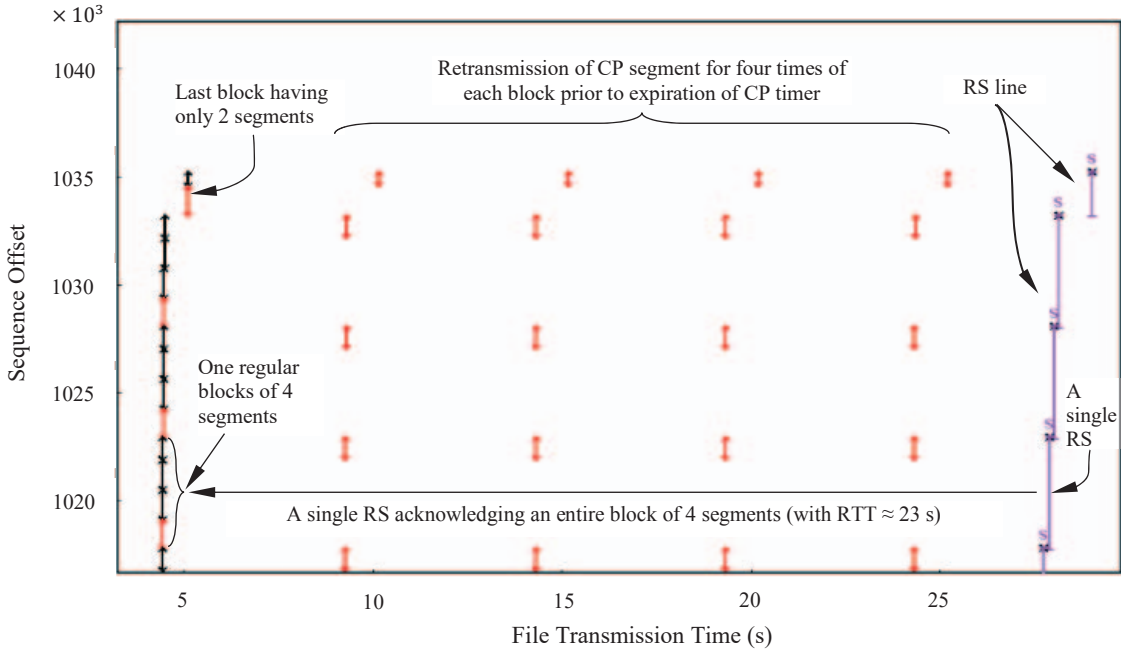 × 10³
1040
1035
1030
1025
1020
Sequence Offset
Last block having
only 2 segments
Retransmission of CP segment for four times of
each block prior to expiration of CP timer
RS line
S
S
S
S
S
One regular
blocks of 4
segments
A
single
RS
A single RS acknowledging an entire block of 4 segments (with RTT ≈ 23 s)
5
10
15
20
25
File Transmission Time (s)